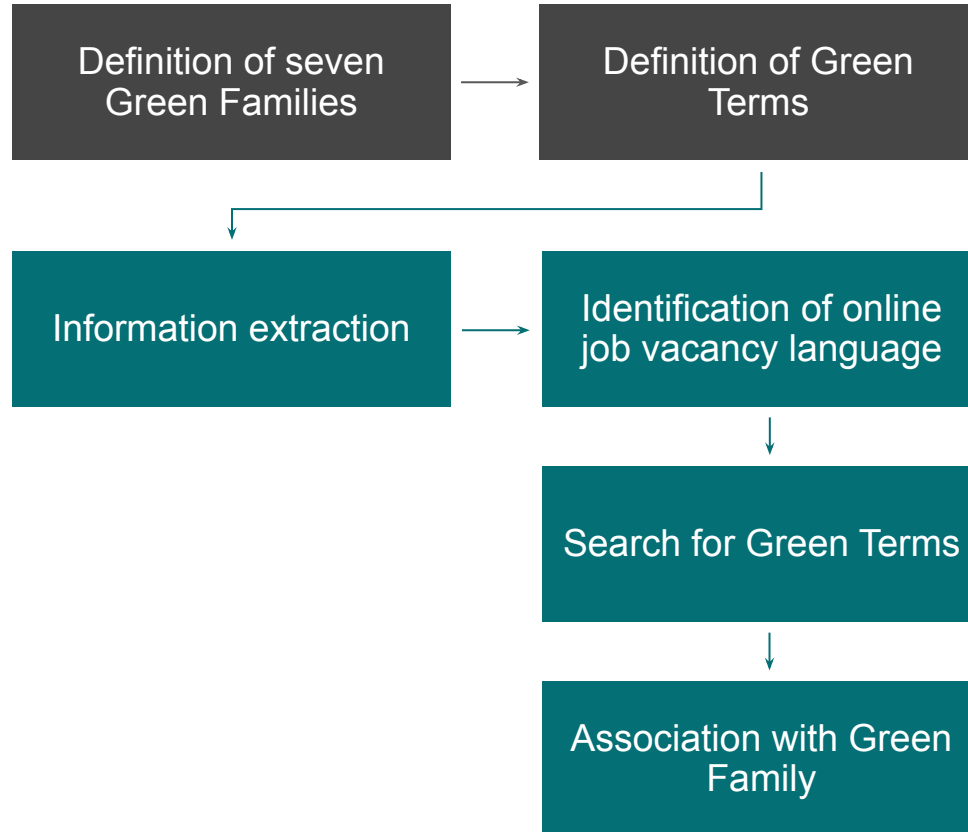 Definition of seven
Green Families
Definition of Green
Terms
Information extraction
Identification of online
job vacancy language
Search for Green Terms
Association with Green
Family